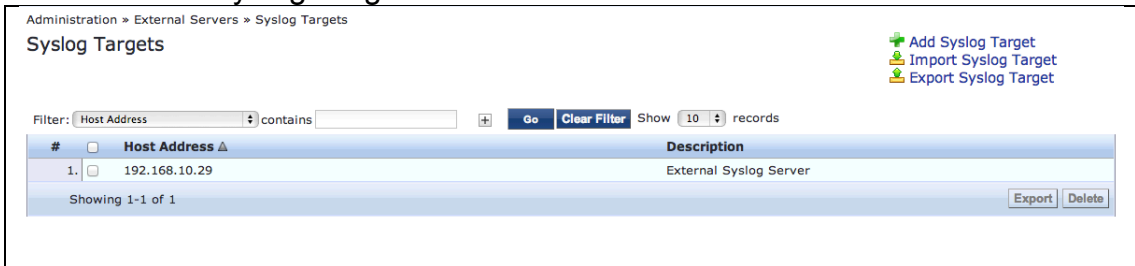 Administration » External Servers » Syslog Targets
Syslog Targets
Add Syslog Target
Import Syslog Target
Export Syslog Target
Filter: Host Address contains + Go Clear Filter Show 10 records
# Host Address Description
1. 192.168.10.29 External Syslog Server
Showing 1-1 of 1 Export Delete